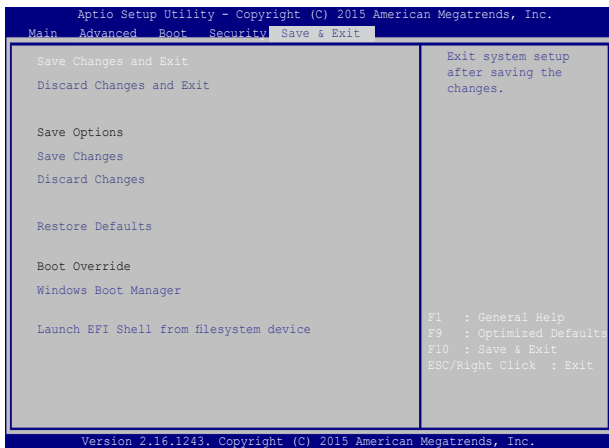 Aptio Setup Utility - Copyright (C) 2015 American Megatrends, Inc.
Main Advanced Boot Security Save & Exit
Save Changes and Exit
Discard Changes and Exit
Save Options
Save Changes
Discard Changes
Restore Defaults
Boot Override
Windows Boot Manager
Launch EFI Shell from filesystem device
Exit system setup
after saving the
changes.
F1 : General Help
F9 : Optimized Defaults
F10 : Save & Exit
ESC/Right Click : Exit
Version 2.16.1243. Copyright (C) 2015 American Megatrends, Inc.